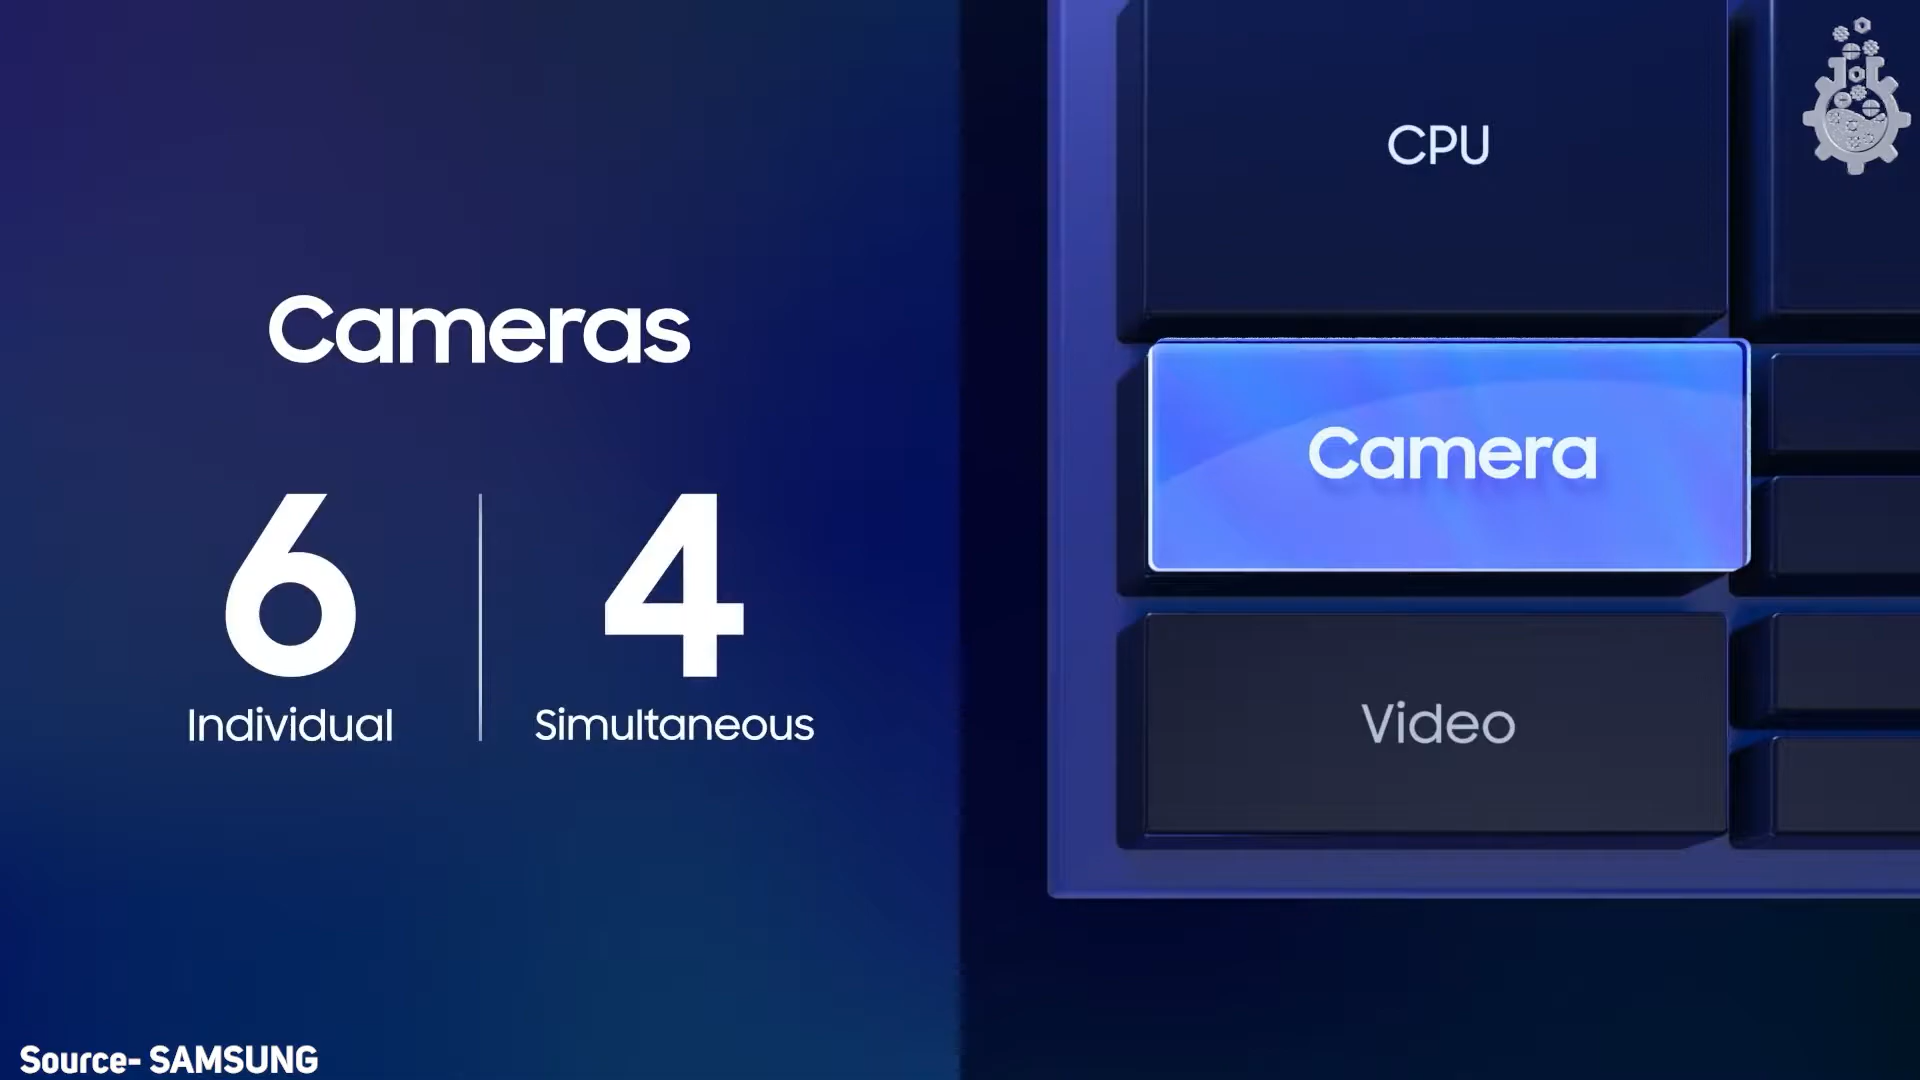 Cameras
6
Individual
4
Simultaneous
CPU
Camera
Video
Source- SAMSUNG